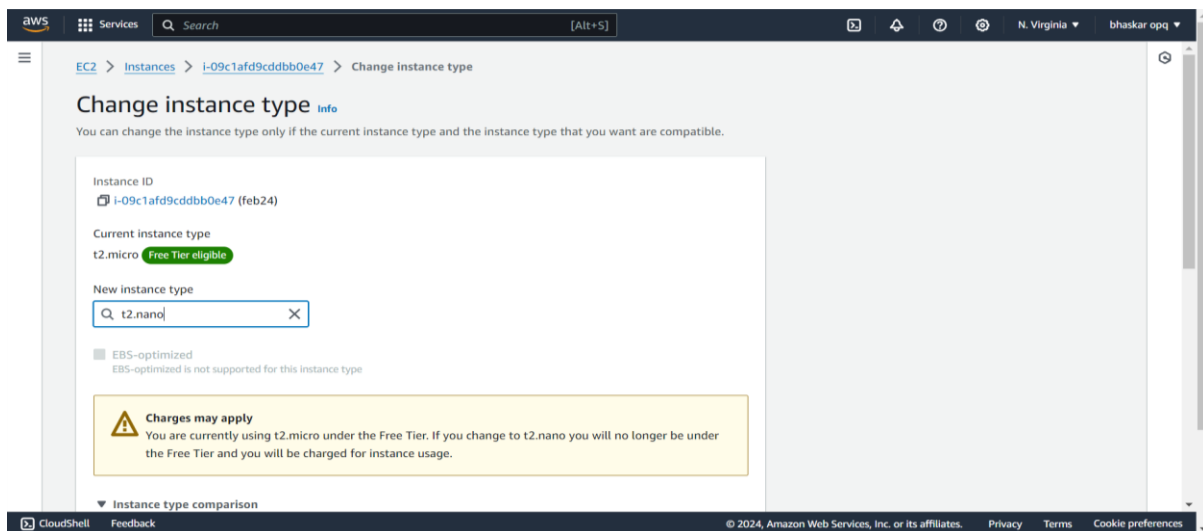 aws
Services
Search
[Alt+S]
N. Virginia
bhaskar opq
EC2 > Instances > i-09c1afd9cddbb0e47 > Change instance type
Change instance type Info
You can change the instance type only if the current instance type and the instance type that you want are compatible.
Instance ID
i-09c1afd9cddbb0e47 (feb24)
Current instance type
t2.micro Free Tier eligible
New instance type
t2.nano
EBS-optimized
EBS-optimized is not supported for this instance type
Charges may apply
You are currently using t2.micro under the Free Tier. If you change to t2.nano you will no longer be under
the Free Tier and you will be charged for instance usage.
Instance type comparison
CloudShell Feedback © 2024, Amazon Web Services, Inc. or its affiliates. Privacy Terms Cookie preferences